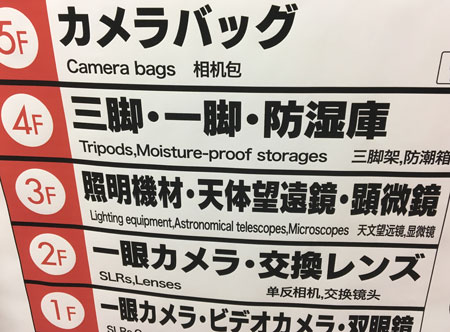 5F カメラバッグ
Camera bags 相机包
4F 三脚・一脚・防湿庫
Tripods,Moisture-proof storages 三脚架,防潮箱
3F 照明機材・天体望遠鏡・顕微鏡
Lighting equipment,Astronomical telescopes,Microscopes 天文望远镜,显微镜
2F 一眼カメラ・交換レンズ
SLRs,Lenses 单反相机,交换镜头
1F 一眼カメラ・ビデオカメラ・双眼鏡